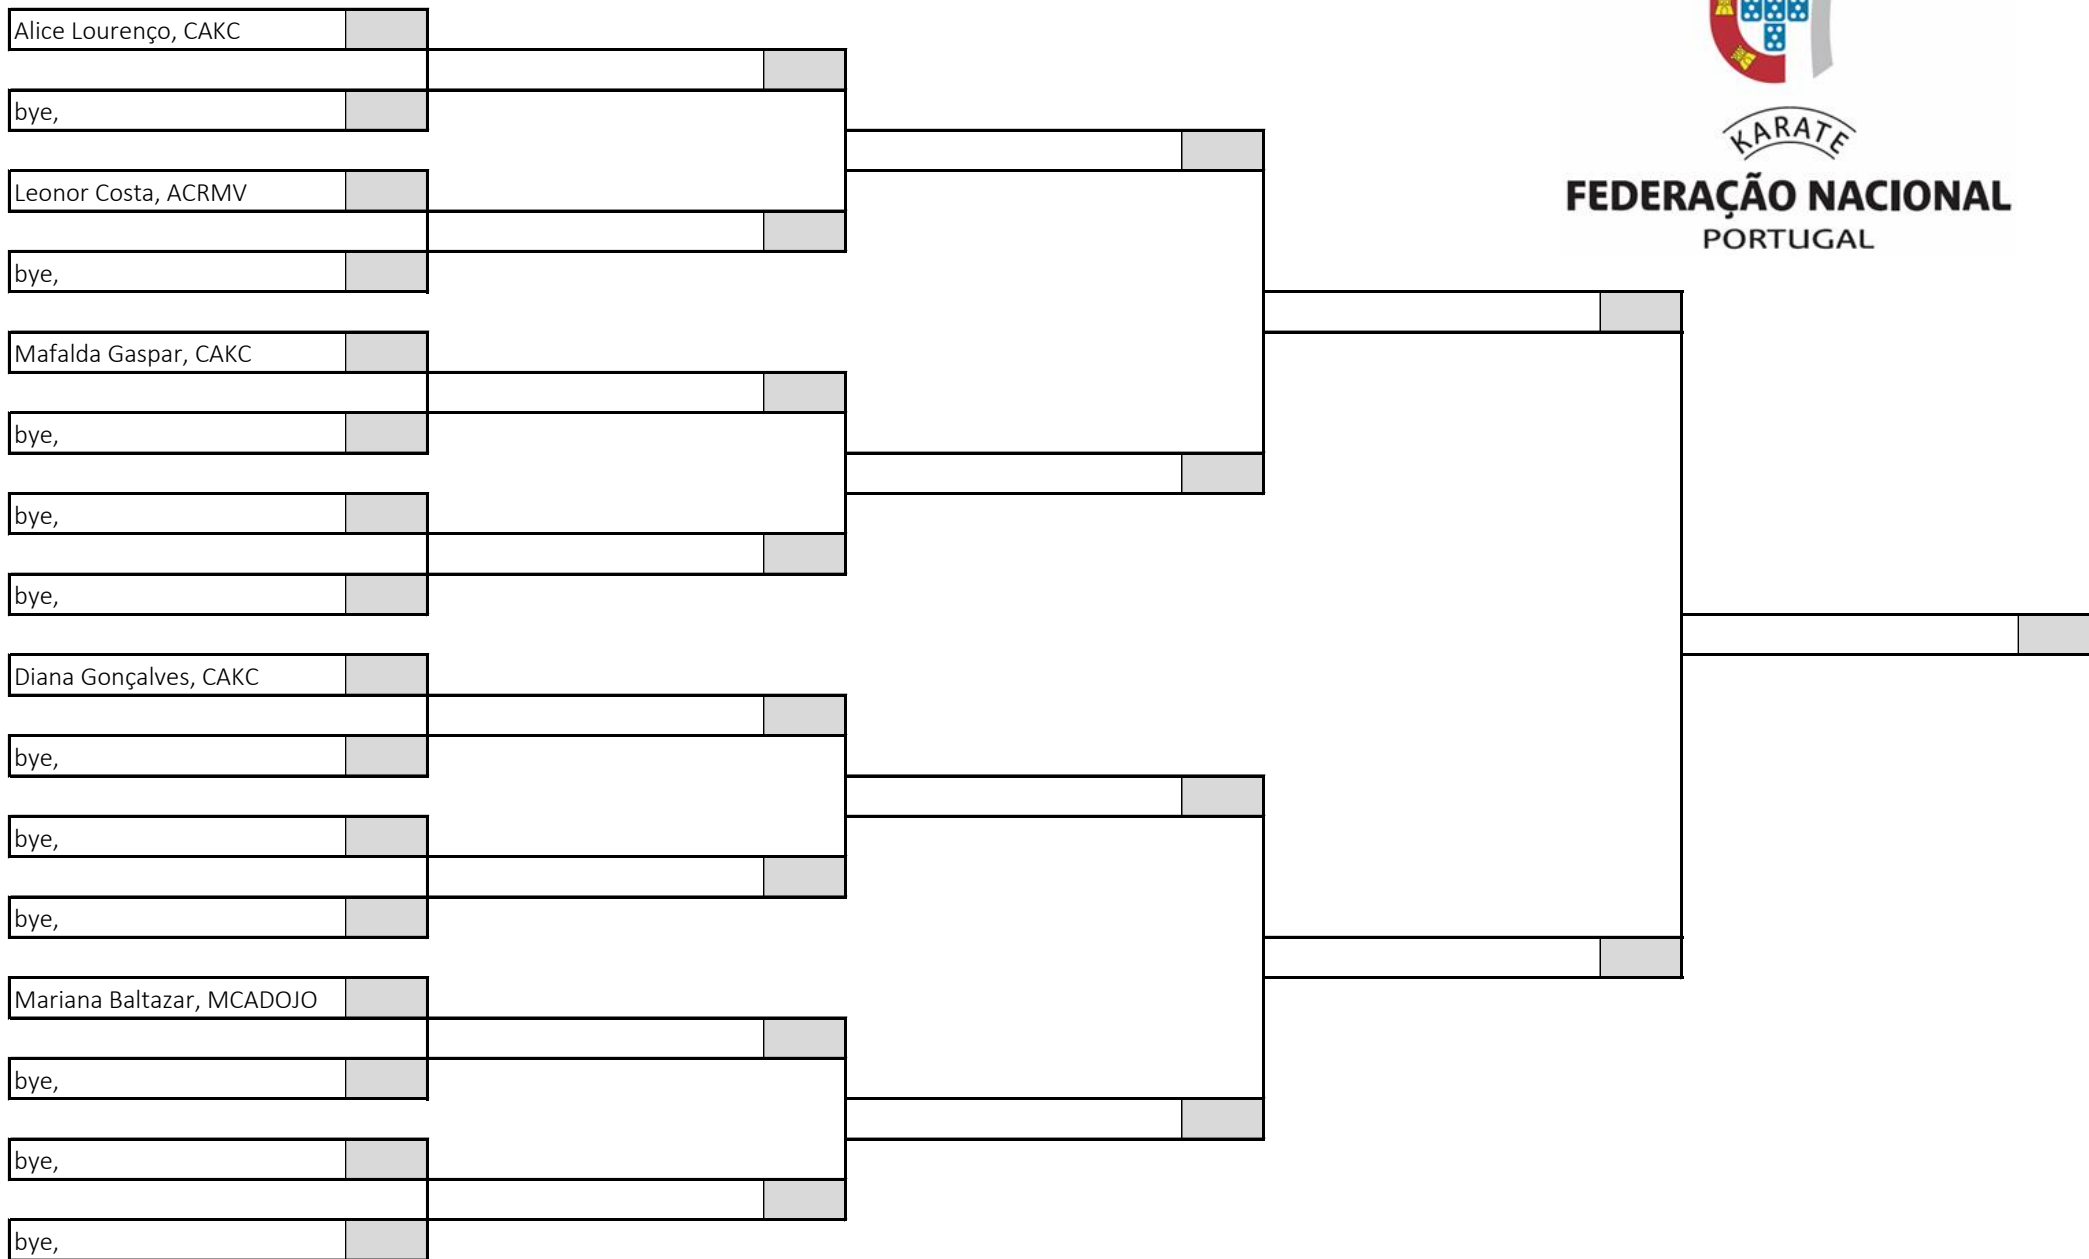 Alice Lourenço, CAKC
bye,
Leonor Costa, ACRMV
bye,
Mafalda Gaspar, CAKC
bye,
bye,
bye,
Diana Gonçalves, CAKC
bye,
bye,
bye,
Mariana Baltazar, MCADOJO
bye,
bye,
bye,
KARATE
FEDERAÇÃO NACIONAL
PORTUGAL